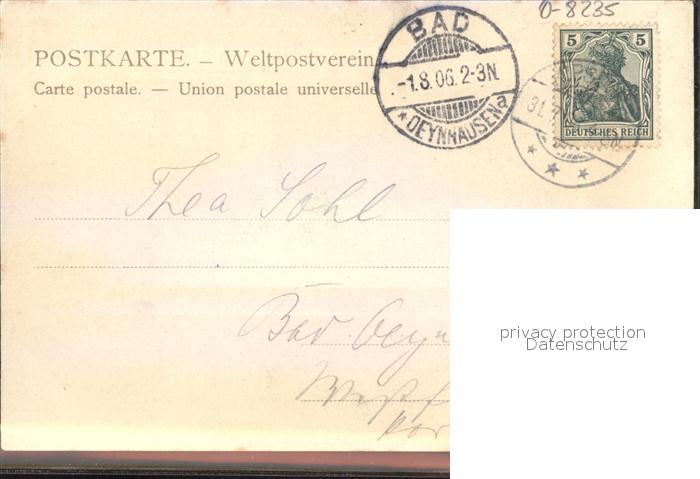 0-8235
POSTKARTE. — Weltpostverein
Carte postale. — Union postale universelle
BAD
-1.8.06.2-3N.
* OEYNHAUSEN a
5 5
DEUTSCHES REICH
31.
Thea Sohl
Bad Oeyn
privacy protection
Datenschutz